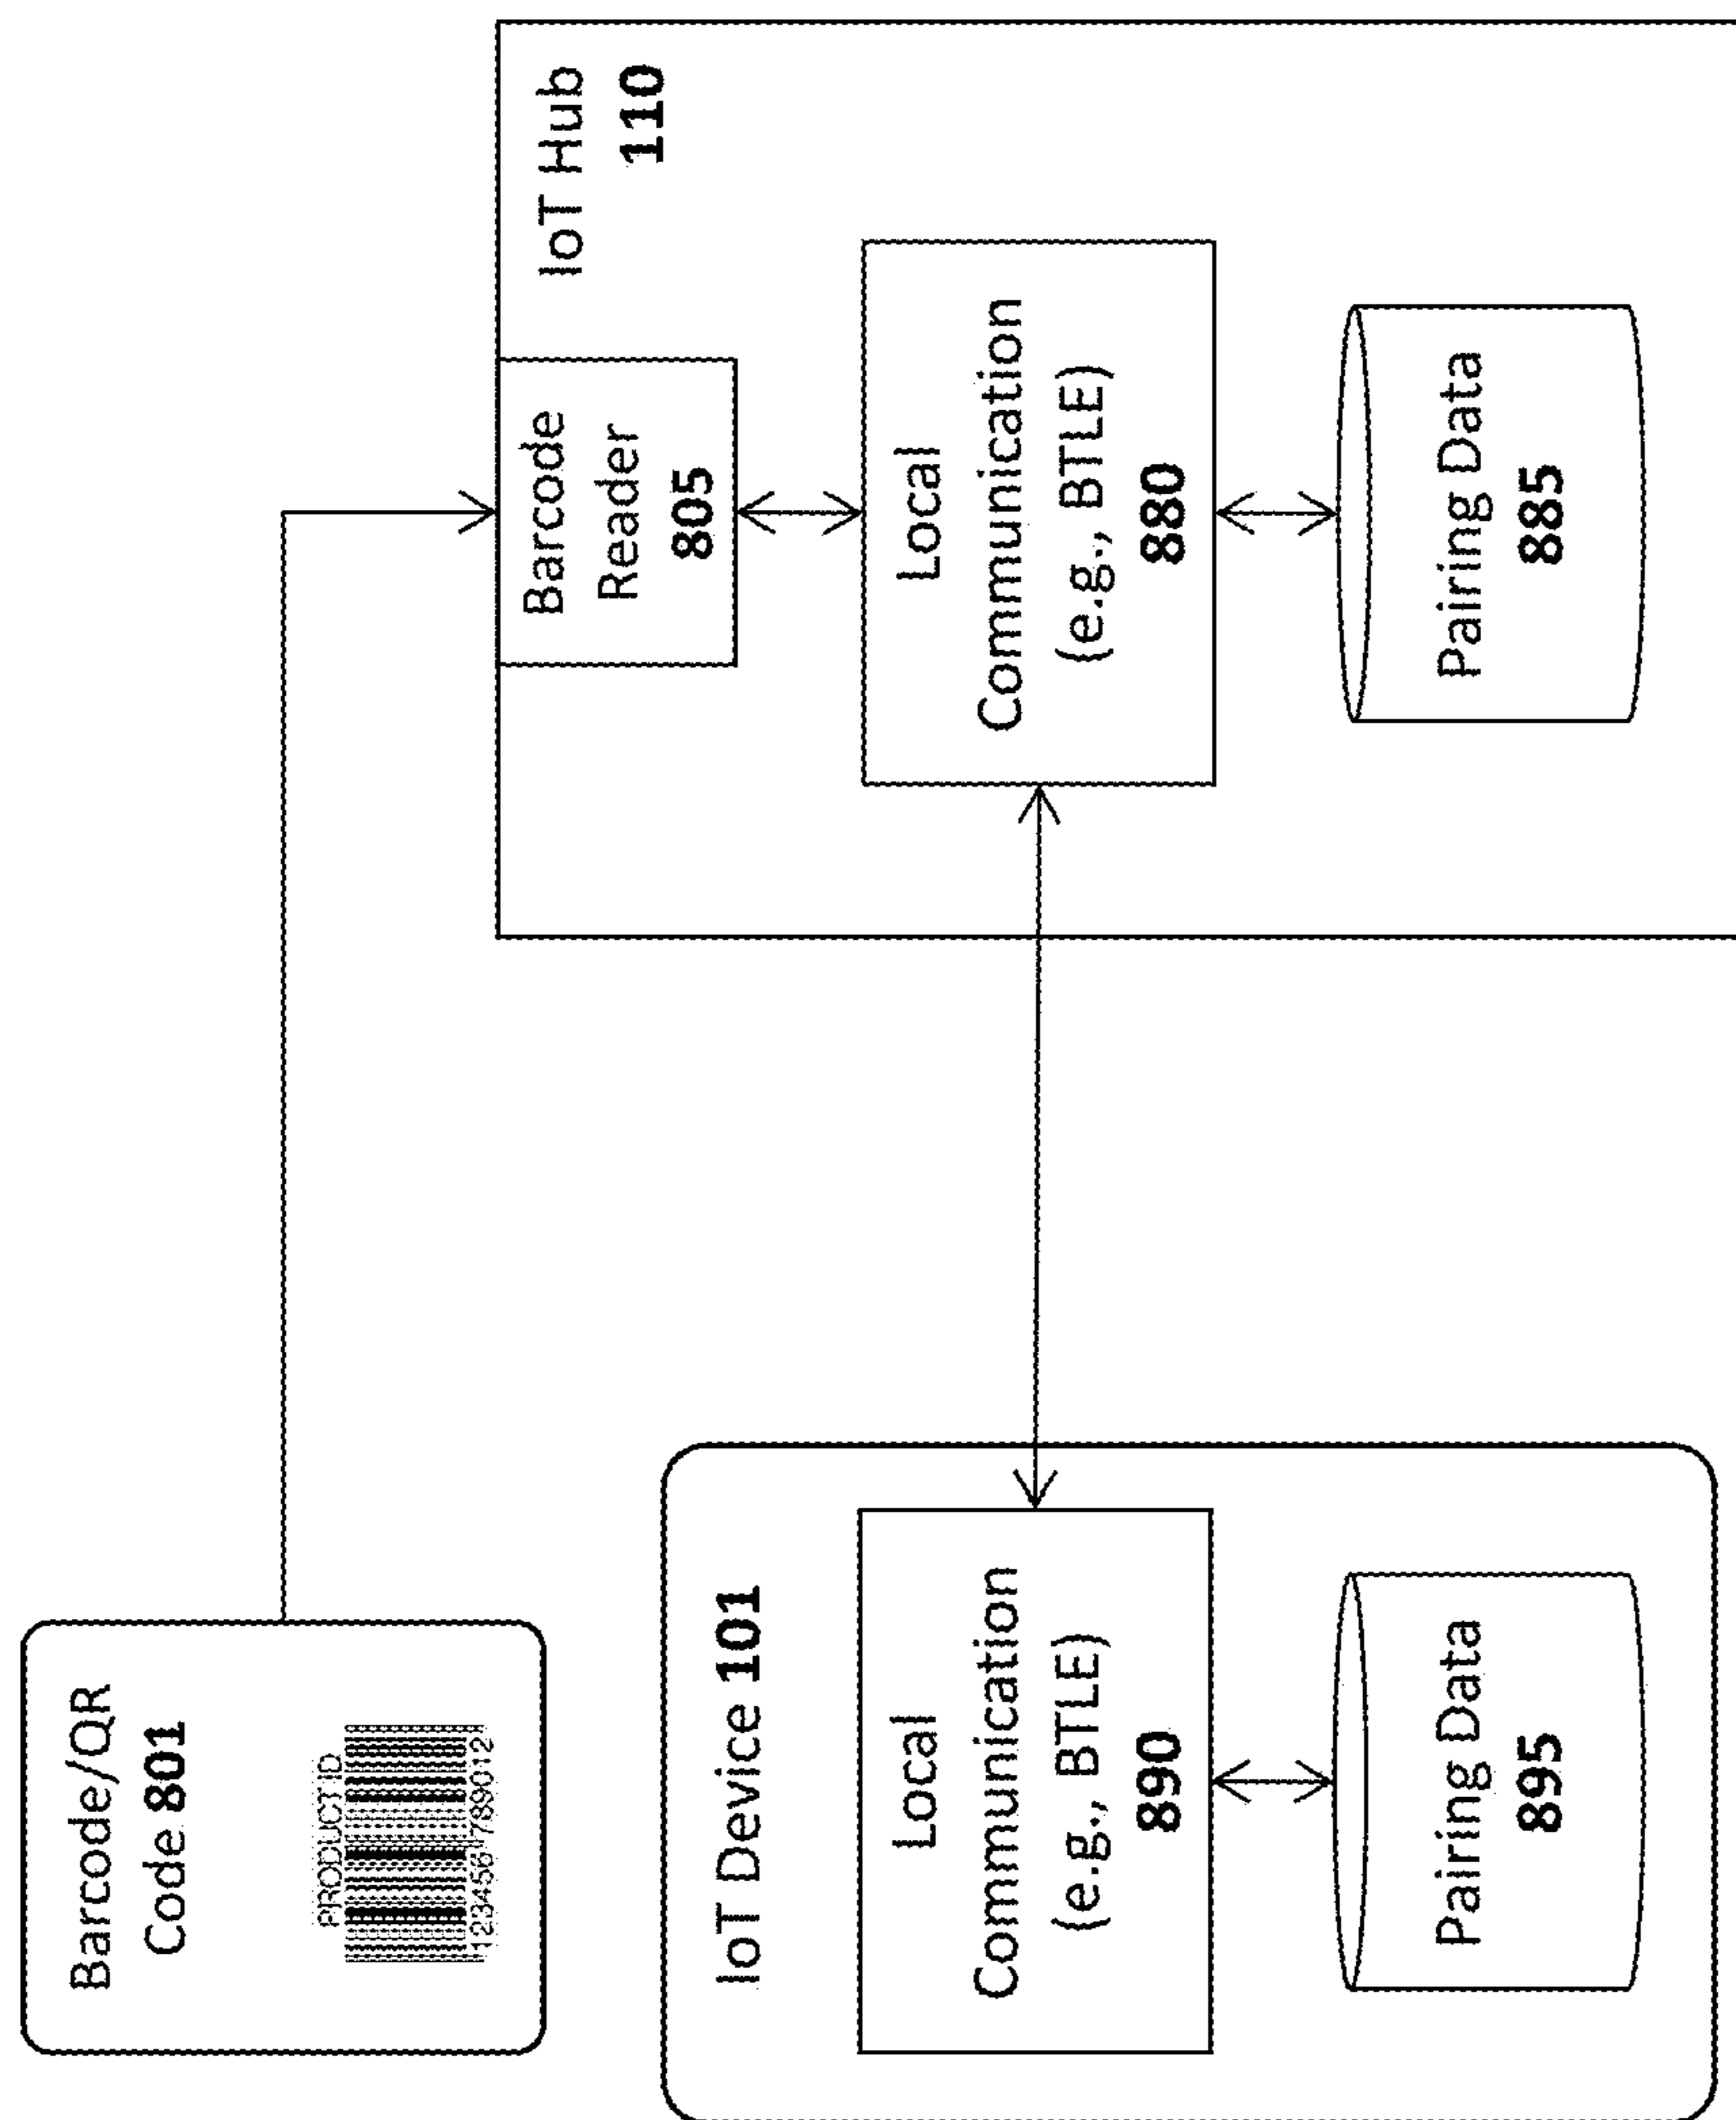 Barcode/QR
Code 801
PRODUCT ID
123456 789012
IoT Device 101
Local
Communication
(e.g., BTLE)
890
Pairing Data
895
IoT Hub
110
Barcode
Reader
805
Local
Communication
(e.g., BTLE)
880
Pairing Data
885